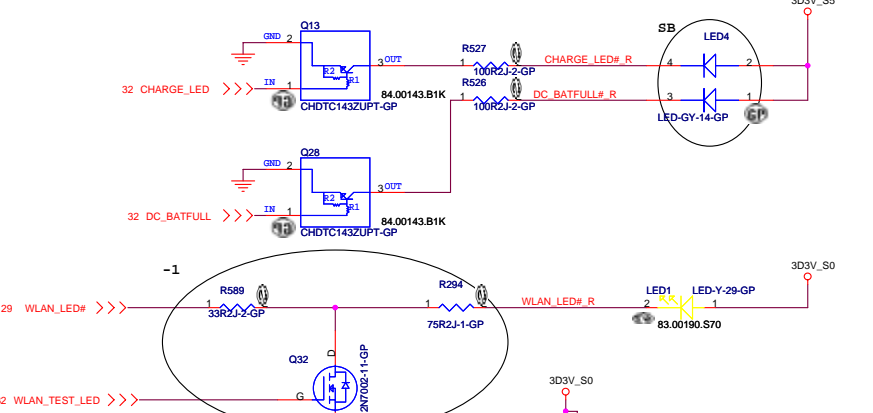 3D3V_S5
Q13
GND 2
SB
LED4
R527
3 OUT
1
CHARGE_LED#_R
4
2
R2
R1
100R2J-2-GP
IN 1
R526
32 CHARGE_LED
84.00143.B1K
1
DC_BATFULL#_R
3
1
CHDTC143ZUPT-GP
100R2J-2-GP
LED-GY-14-GP
GP
Q28
GND 2
3 OUT
R2
R1
IN 1
32 DC_BATFULL
84.00143.B1K
CHDTC143ZUPT-GP
-1
3D3V_S0
R589
R294
LED1
LED-Y-29-GP
29 WLAN_LED#
1
1
WLAN_LED#_R
2
1
33R2J-2-GP
75R2J-1-GP
83.00190.S70
D
Q32
2N7002-11-GP
3D3V_S0
G
2 WLAN_TEST_LED